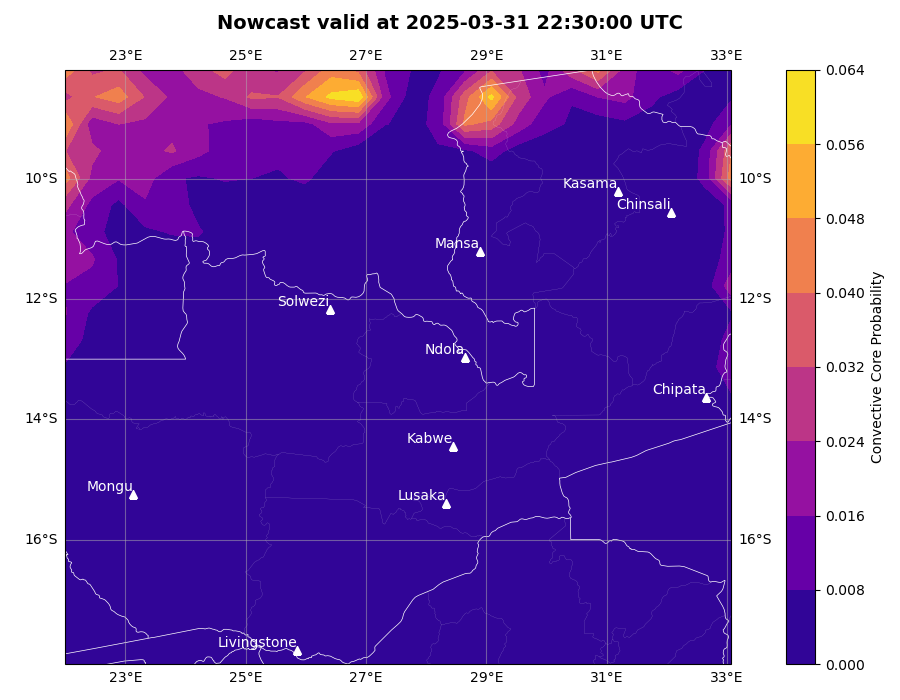 Nowcast valid at 2025-03-31 22:30:00 UTC
23°E 25°E 27°E 29°E 31°E 33°E
0.064
0.056
10°S Kasama 10°S
Chinsali
0.048
Mansa
0.040
12°S Solwezi 12°S
0.032
Ndola
Chipata
14°S 14°S
0.024
Kabwe
Mongu
Lusaka
0.016
16°S 16°S
0.008
Livingstone
0.000
23°E 25°E 27°E 29°E 31°E 33°E
Convective Core Probability